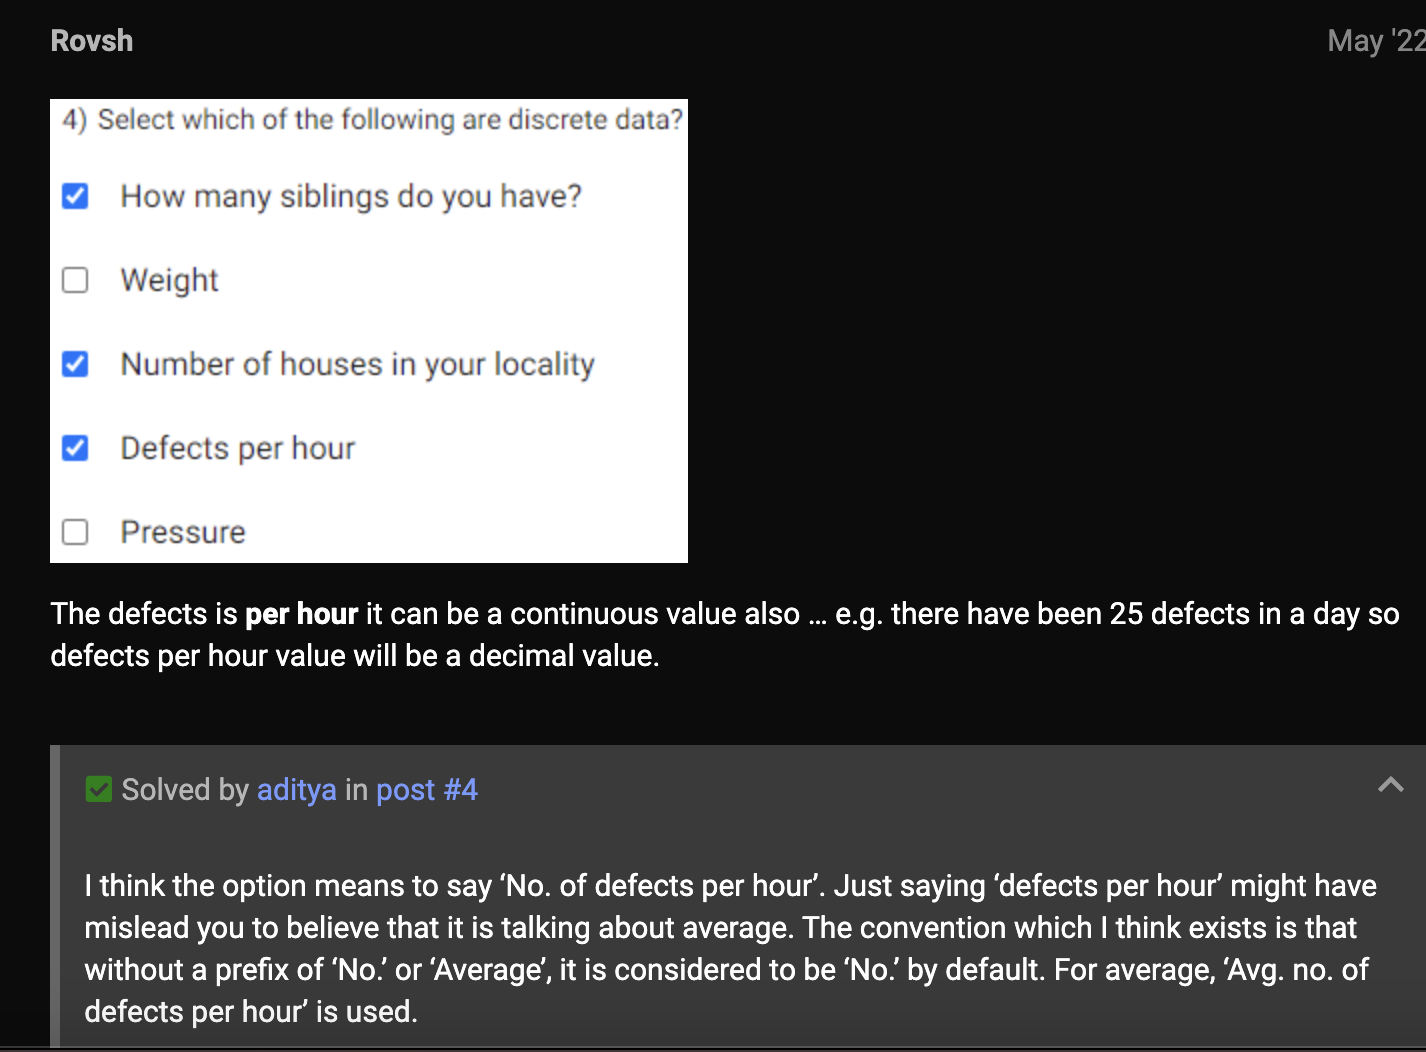 Rovsh
May '22
4) Select which of the following are discrete data?
How many siblings do you have?
Weight
Number of houses in your locality
Defects per hour
Pressure
The defects is per hour it can be a continuous value also ... e.g. there have been 25 defects in a day so
defects per hour value will be a decimal value.
Solved by aditya in post #4
I think the option means to say ‘No. of defects per hour’. Just saying ‘defects per hour’ might have
mislead you to believe that it is talking about average. The convention which I think exists is that
without a prefix of ‘No.’ or ‘Average’, it is considered to be ‘No.’ by default. For average, ‘Avg. no. of
defects per hour’ is used.